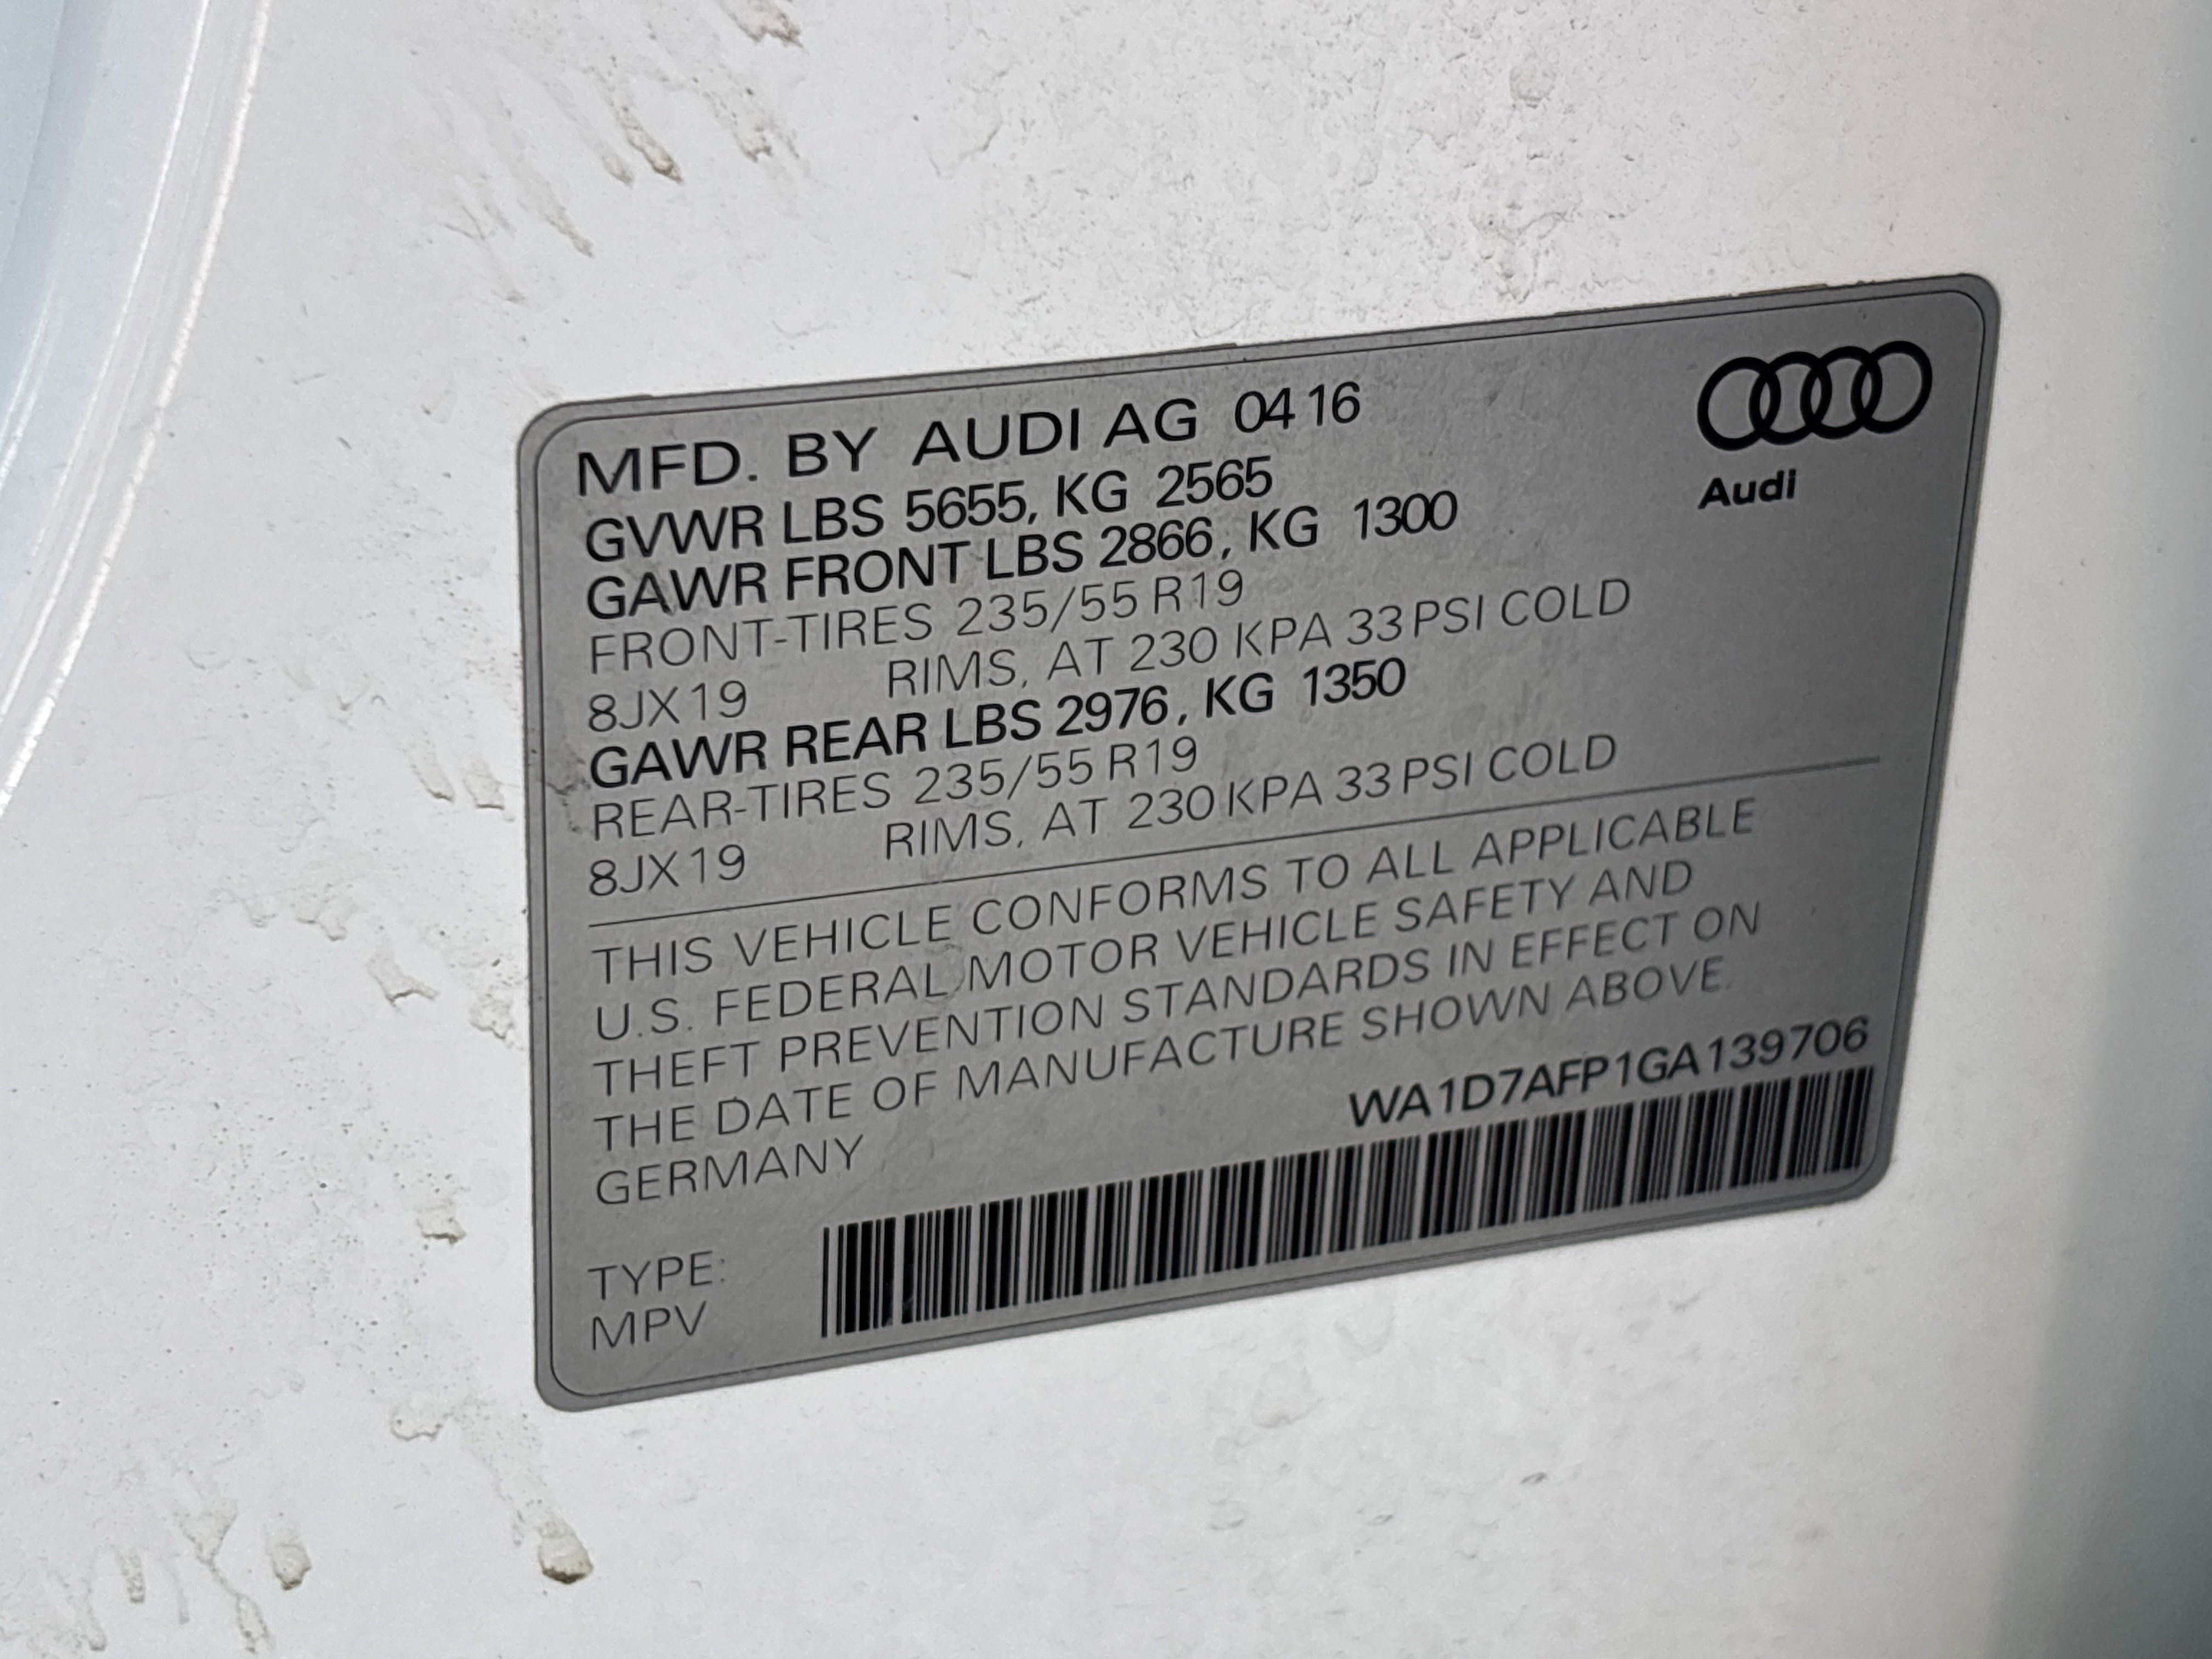 MFD. BY AUDI AG 04 16
GVWR LBS 5655, KG 2565
GAWR FRONT LBS 2866, KG 1300
FRONT-TIRES 235/55 R19
8JX19 RIMS, AT 230 KPA 33 PSI COLD
GAWR REAR LBS 2976, KG 1350
REAR-TIRES 235/55 R19
8JX19 RIMS, AT 230 KPA 33 PSI COLD
Audi
THIS VEHICLE CONFORMS TO ALL APPLICABLE
U.S. FEDERAL MOTOR VEHICLE SAFETY AND
THEFT PREVENTION STANDARDS IN EFFECT ON
THE DATE OF MANUFACTURE SHOWN ABOVE.
GERMANY
WA1D7AFP1GA139706
TYPE:
MPV